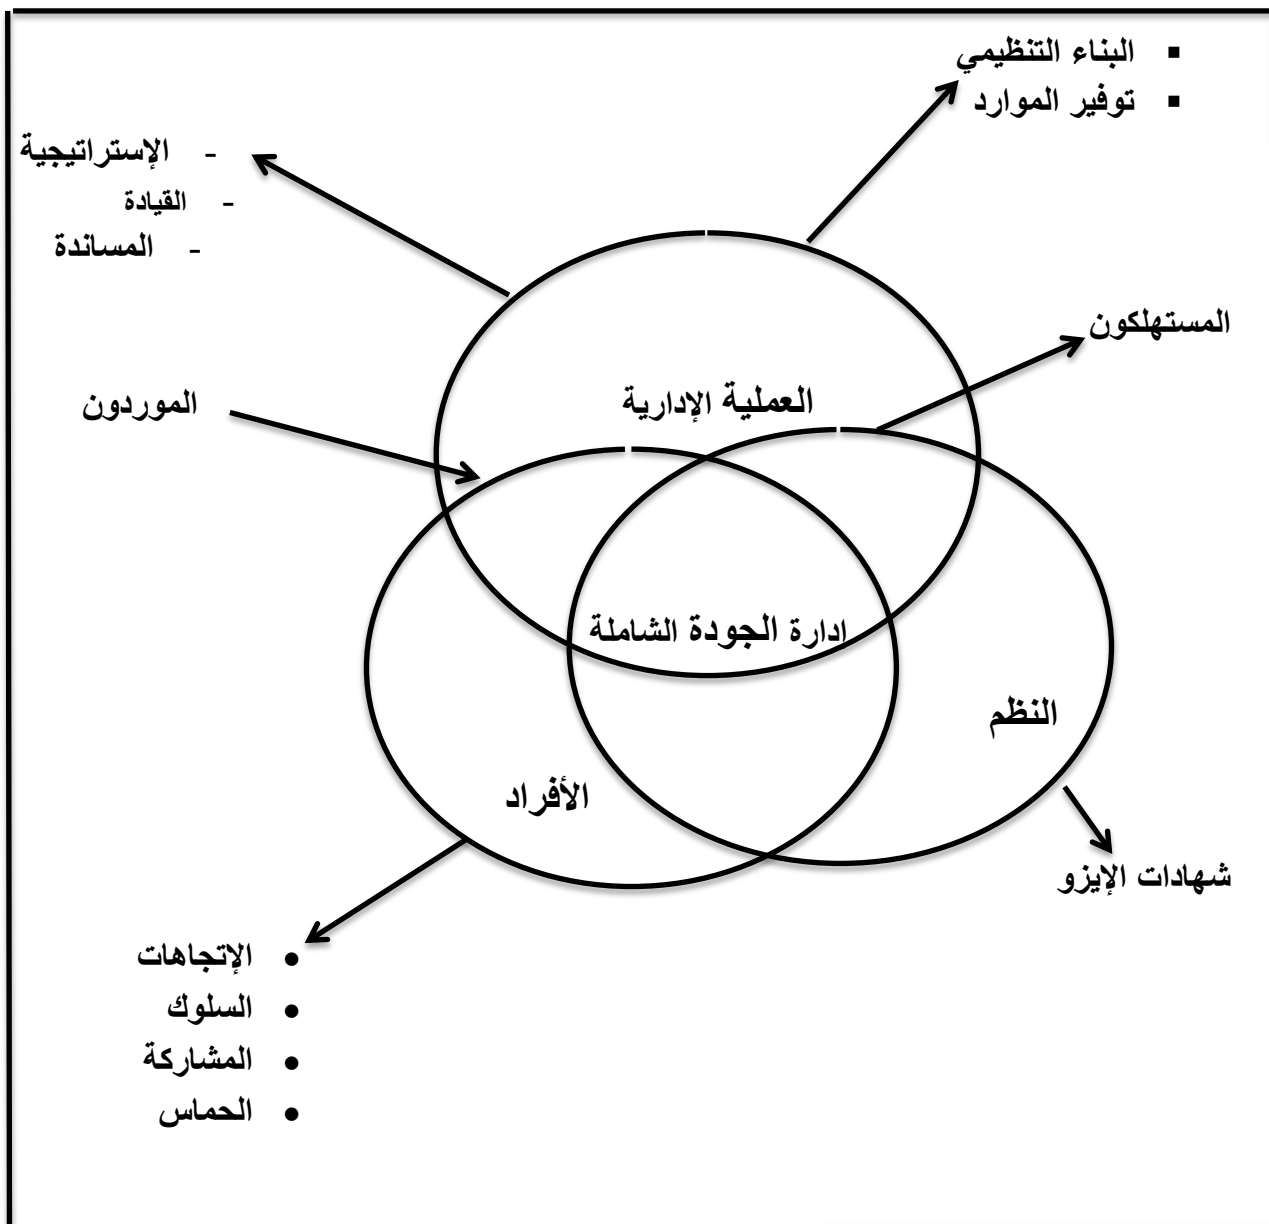 ▪ البناء التنظيمي
▪ توفير الموارد
- الإستراتيجية
- القيادة
- المساندة
المستهلكون
الموردون
العملية الإدارية
ادارة الجودة الشاملة
النظم
الأفراد
شهادات الإيزو
• الإتجاهات
• السلوك
• المشاركة
• الحماس